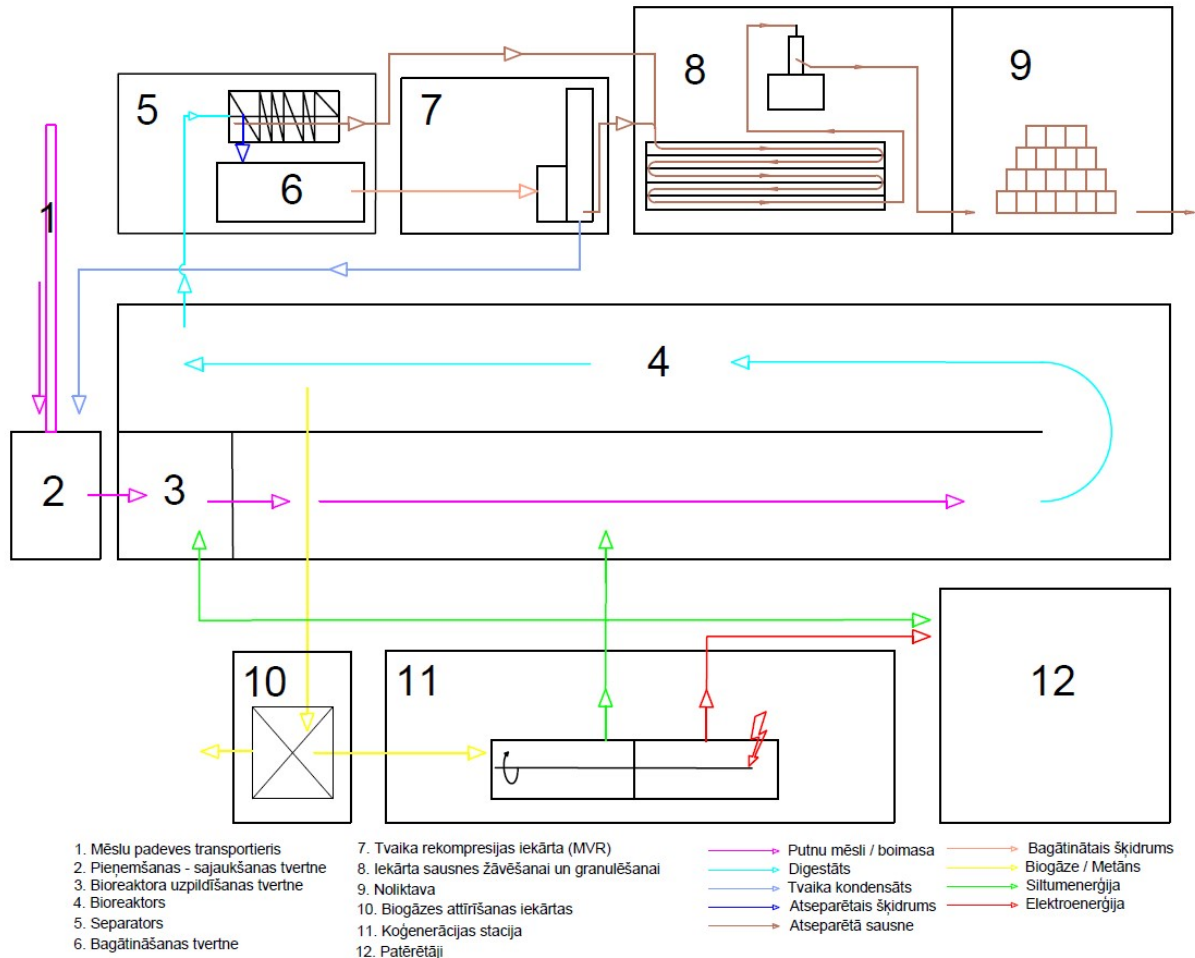 5
6
7
8
9
1
4
2
3
10
11
12
1. Mēslu padeves transportieris
2. Pieņemšanas - sajaukšanas tvertne
3. Bioreaktora uzpildīšanas tvertne
4. Bioreaktors
5. Separators
6. Bagātināšanas tvertne
7. Tvaika rekompresijas iekārta (MVR)
8. Iekārta sausnes žāvēšanai un granulēšanai
9. Noliktava
10. Biogāzes attīrīšanas iekārtas
11. Koģenerācijas stacija
12. Patērētāji
Putnu mēsli / boimasa
Digestāts
Tvaika kondensāts
Atseparētais šķidrums
Atseparētā sausne
Bagātinātais šķidrums
Biogāze / Metāns
Siltumenerģija
Elektroenerģija